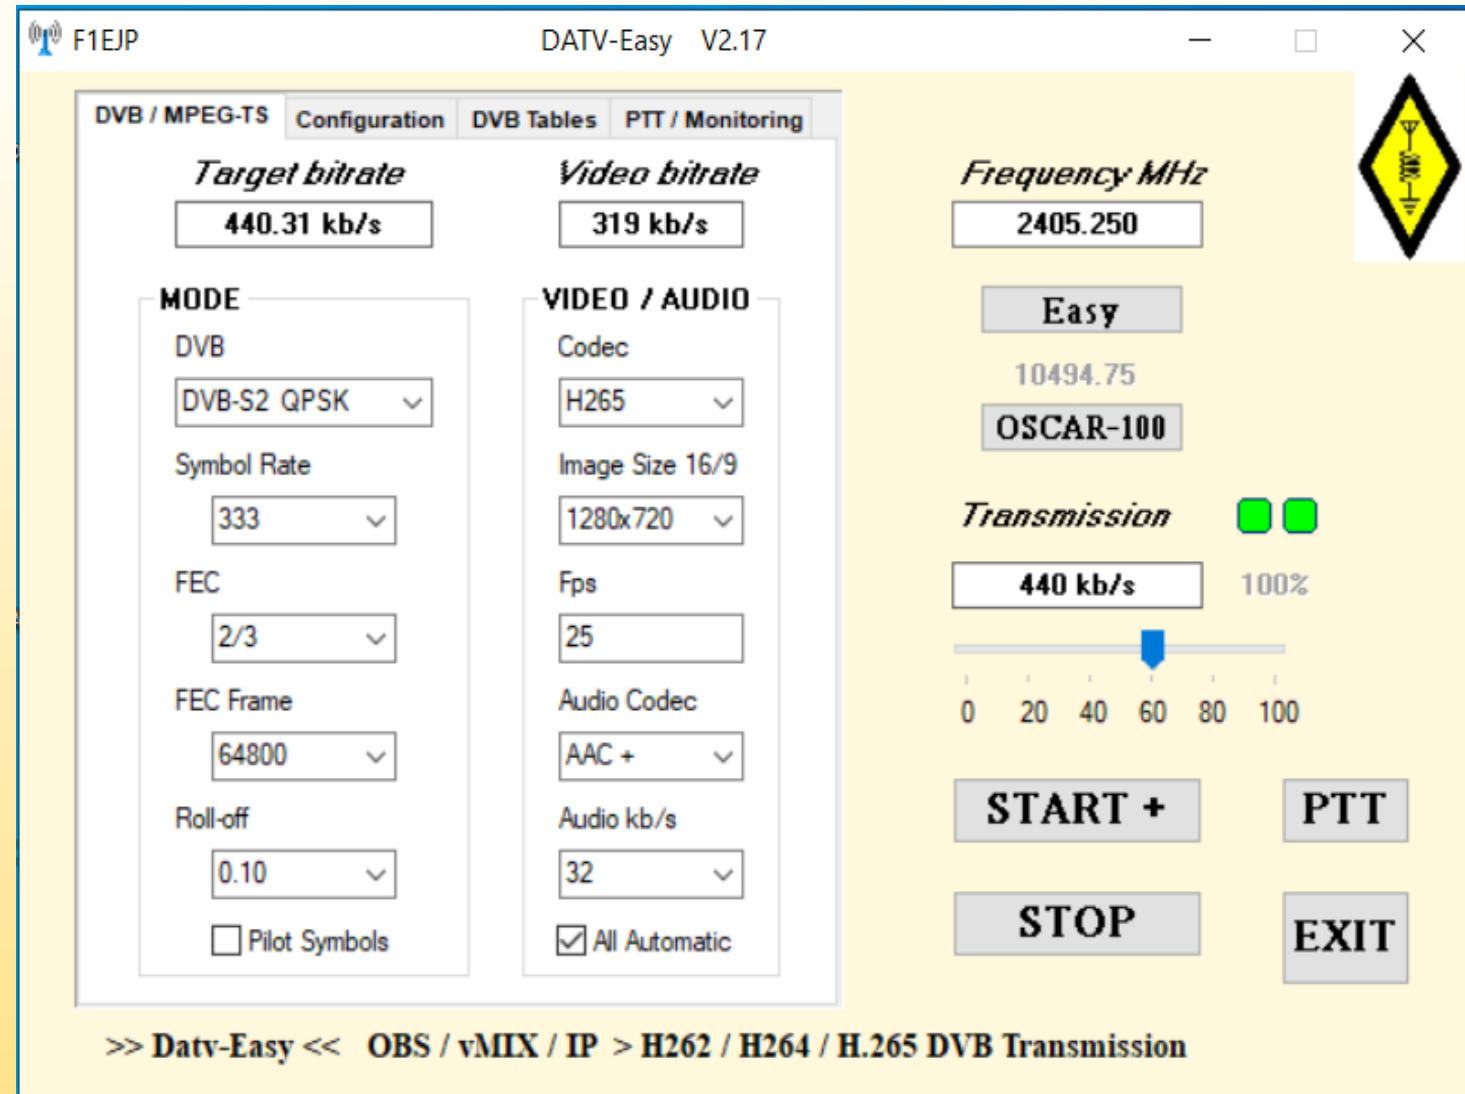 F1EJP DATV-Easy V2.17
DVB / MPEG-TS Configuration DVB Tables PTT / Monitoring
Target bitrate
440.31 kb/s
Video bitrate
319 kb/s
MODE
DVB
DVB-S2 QPSK
Symbol Rate
333
FEC
2/3
FEC Frame
64800
Roll-off
0.10
Pilot Symbols
VIDEO / AUDIO
Codec
H265
Image Size 16/9
1280x720
Fps
25
Audio Codec
AAC +
Audio kb/s
32
All Automatic
Frequency MHz
2405.250
Easy
10494.75
OSCAR-100
Transmission
440 kb/s 100%
0 20 40 60 80 100
START + PTT
STOP EXIT
>> Datv-Easy << OBS / vMIX / IP > H262 / H264 / H.265 DVB Transmission